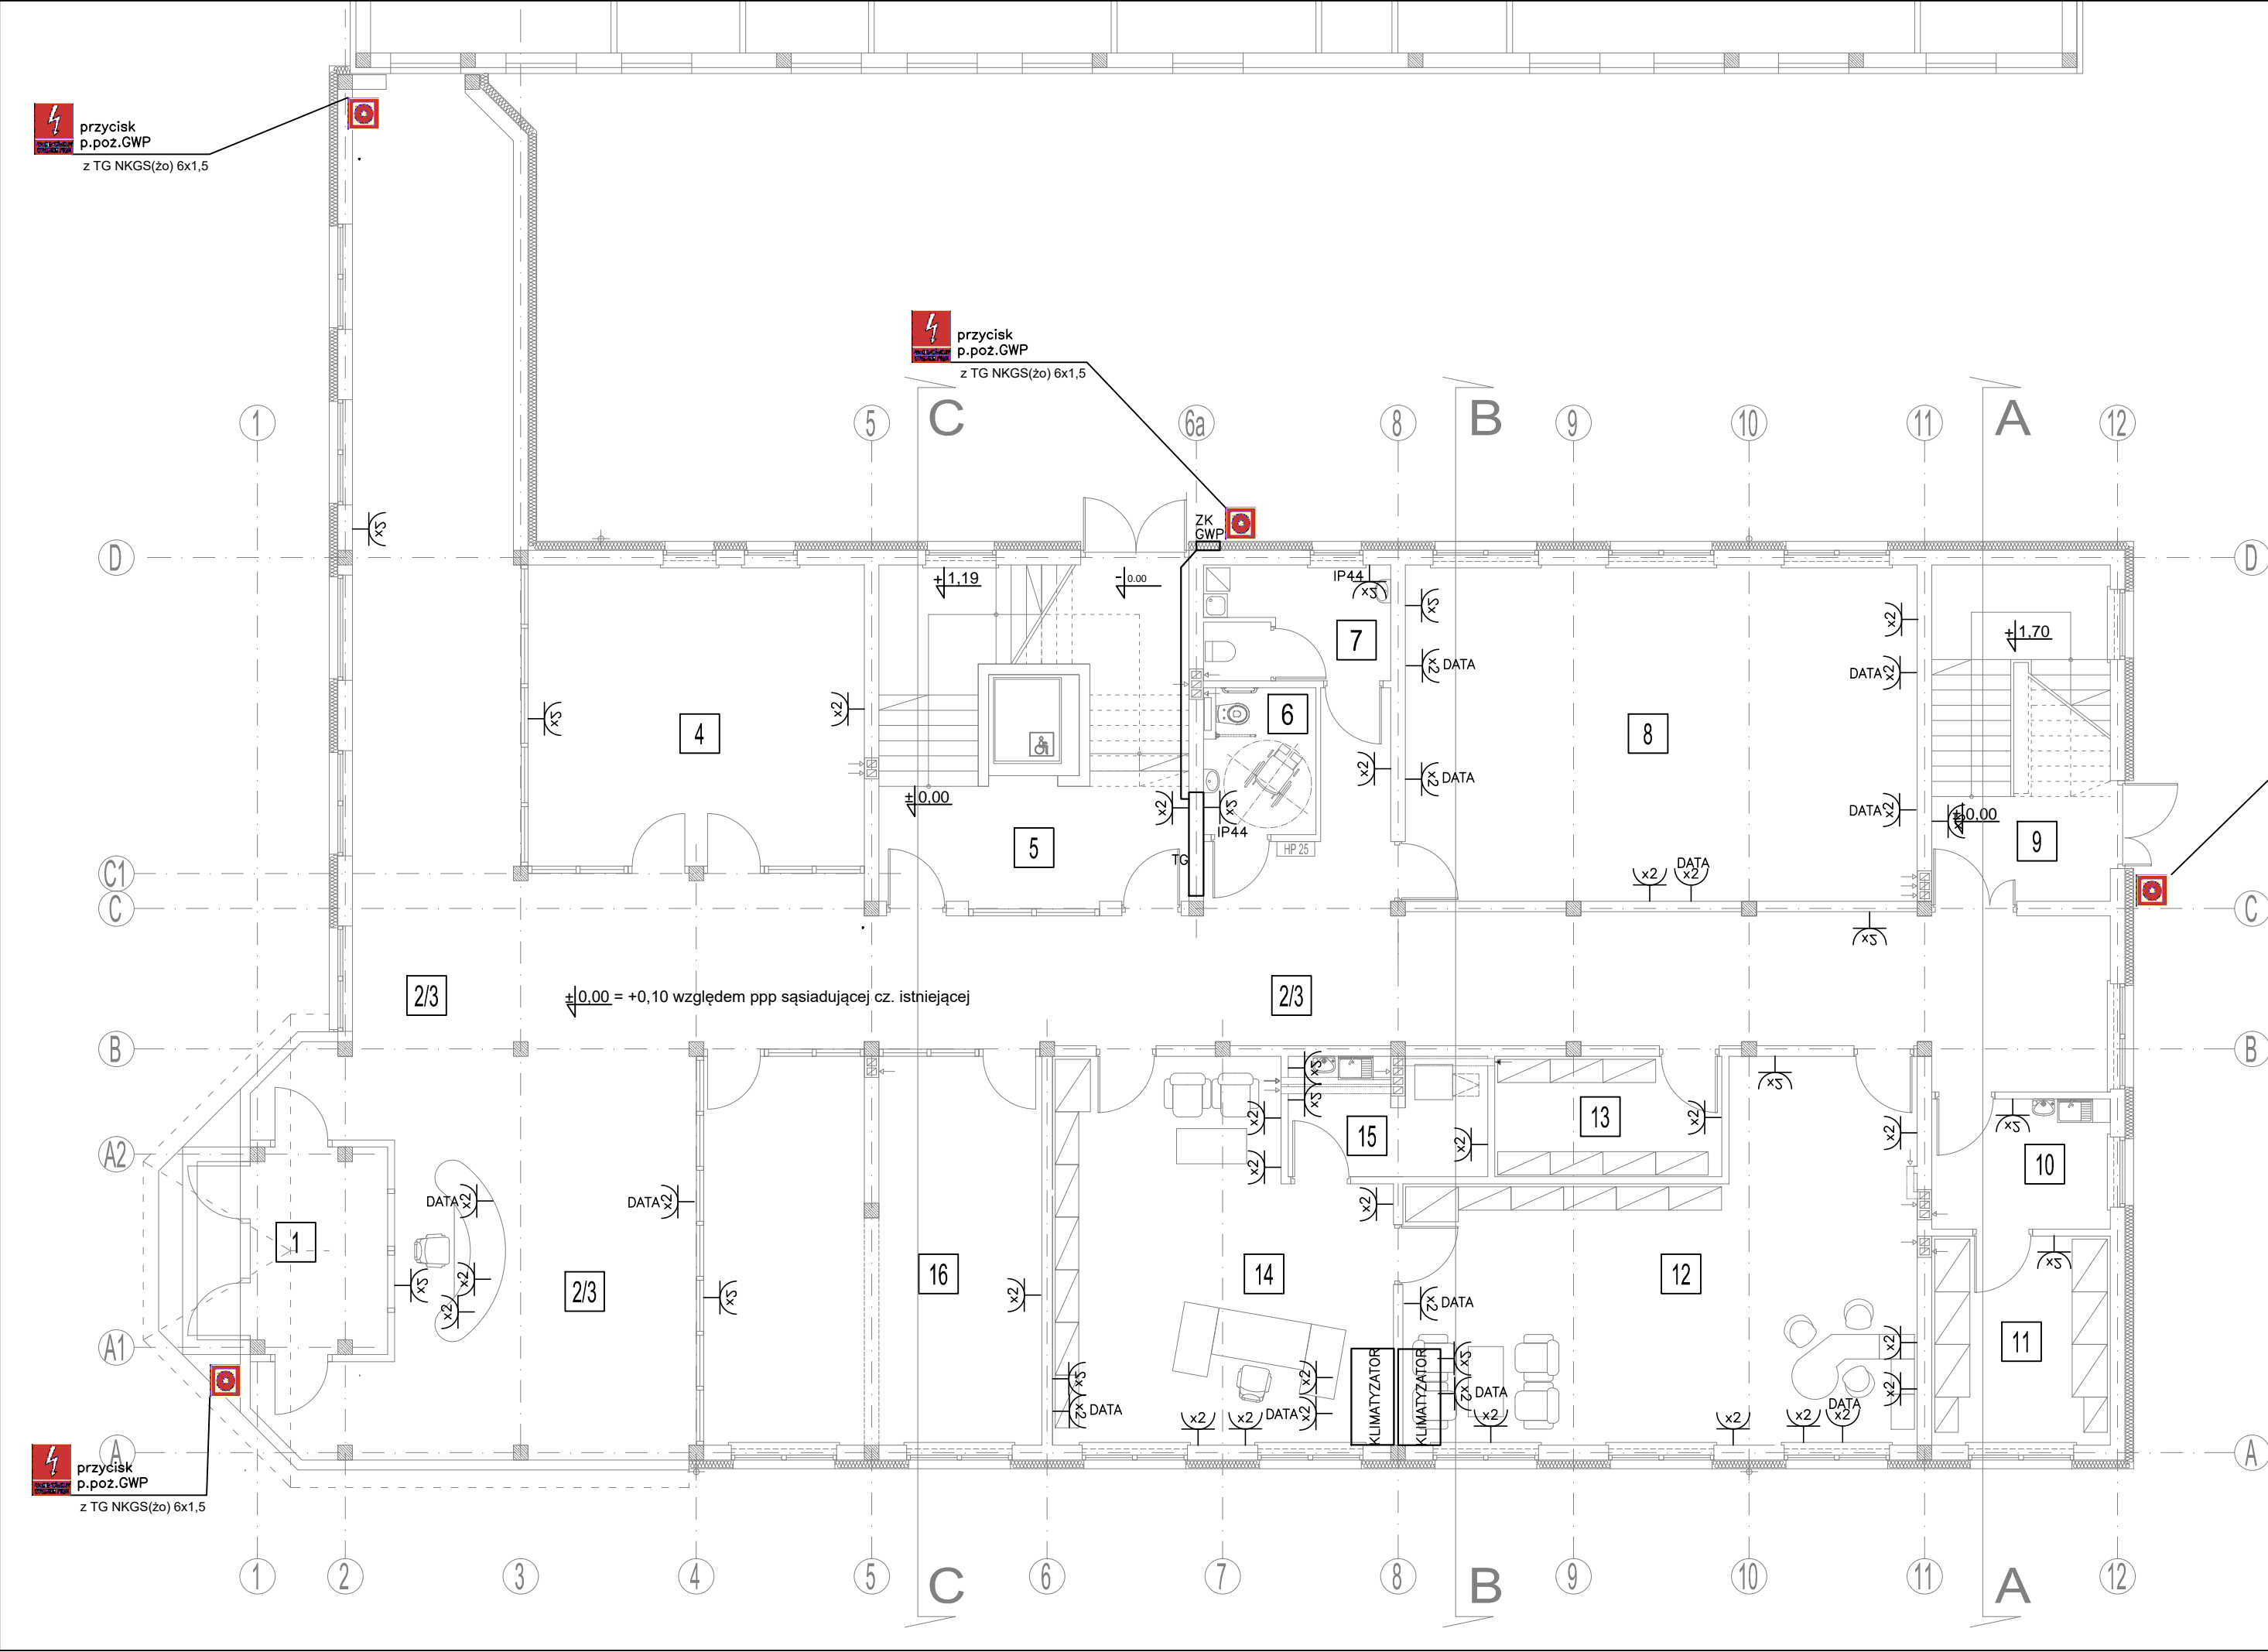 przycisk
p.poż.GWP
z TG NKGS(żo) 6x1,5
przycisk
p.poż.GWP
z TG NKGS(żo) 6x1,5
1
5
C
6a
8
B
9
10
11
A
12
ZK
GWP
x2
D
D
+ 1,19
- 0.00
IP44
x2
x2
x2
+ 1,70
7
x2 DATA
DATA x2
6
4
8
x2
x2
x2
x2 DATA
± 0,00
x2
x2
DATA x2
± 0,00
IP44
9
5
HP 25
TG
C1
x2
DATA
x2
C
C
x2
2/3
2/3
± 0,00 = +0,10 względem ppp sąsiadującej cz. istniejącej
B
B
x2
x2
x2
13
x2
x2
x2
x2
15
x2
A2
10
x2
DATA x2
DATA x2
x2
1
x2
x2
16
14
12
x2
2/3
x2
x2
x2
x2 DATA
A1
11
x2
x2
x2
x2
KLIMATYZATOR
KLIMATYZATOR
x2 DATA
x2
x2 DATA
x2
x2
DATA x2
x2
x2
x2
DATA
x2
A
A
przycisk
p.poż.GWP
z TG NKGS(żo) 6x1,5
1
2
3
4
5
C
6
7
8
B
9
10
11
A
12